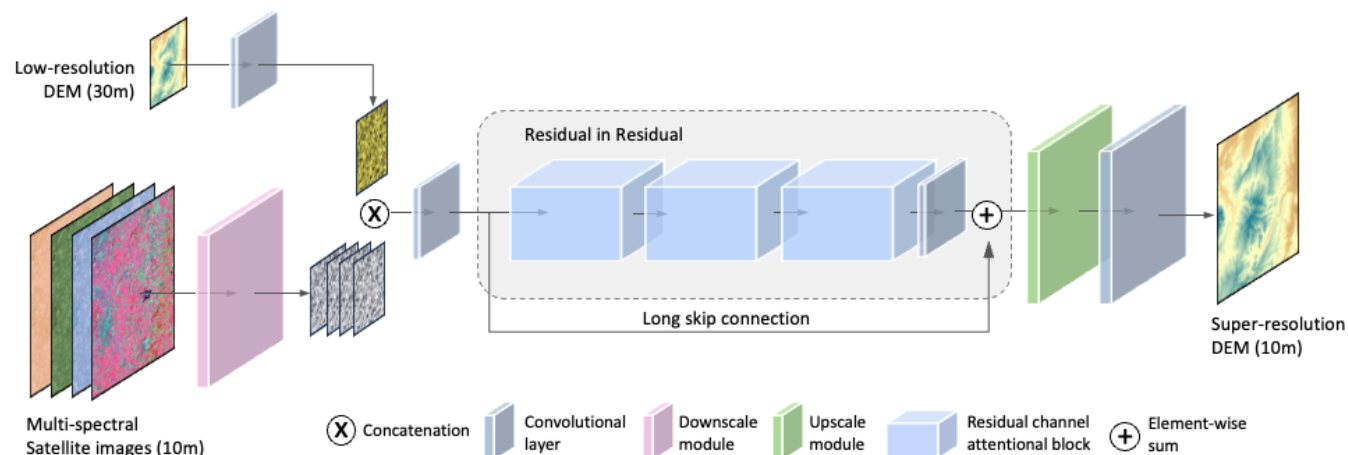 Low-resolution
DEM (30m)
Residual in Residual
X
+
Long skip connection
Super-resolution
DEM (10m)
Multi-spectral
Satellite images (10m)
X Concatenation
Convolutional
layer
Downscale
module
Upscale
module
Residual channel
attentional block
+ Element-wise
sum